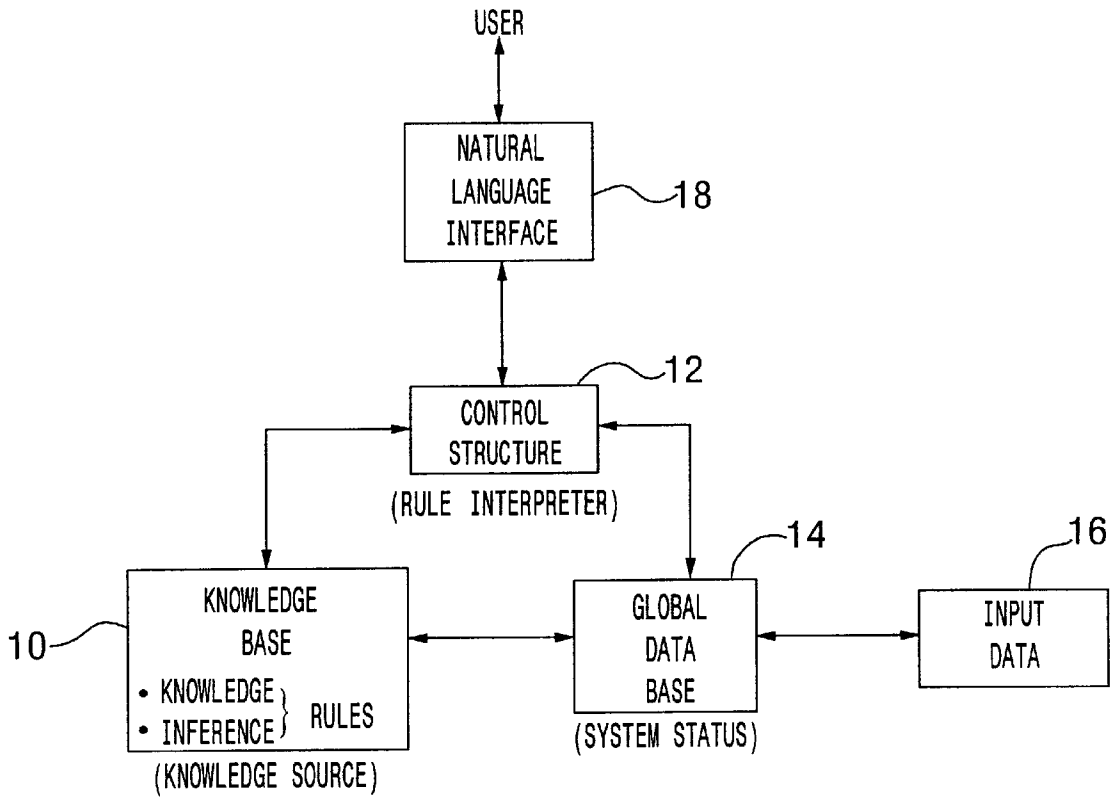 USER
NATURAL
LANGUAGE
INTERFACE
18
12
CONTROL
STRUCTURE
(RULE INTERPRETER)
10
KNOWLEDGE
BASE
• KNOWLEDGE
• INFERENCE
} RULES
(KNOWLEDGE SOURCE)
14
GLOBAL
DATA
BASE
(SYSTEM STATUS)
16
INPUT
DATA